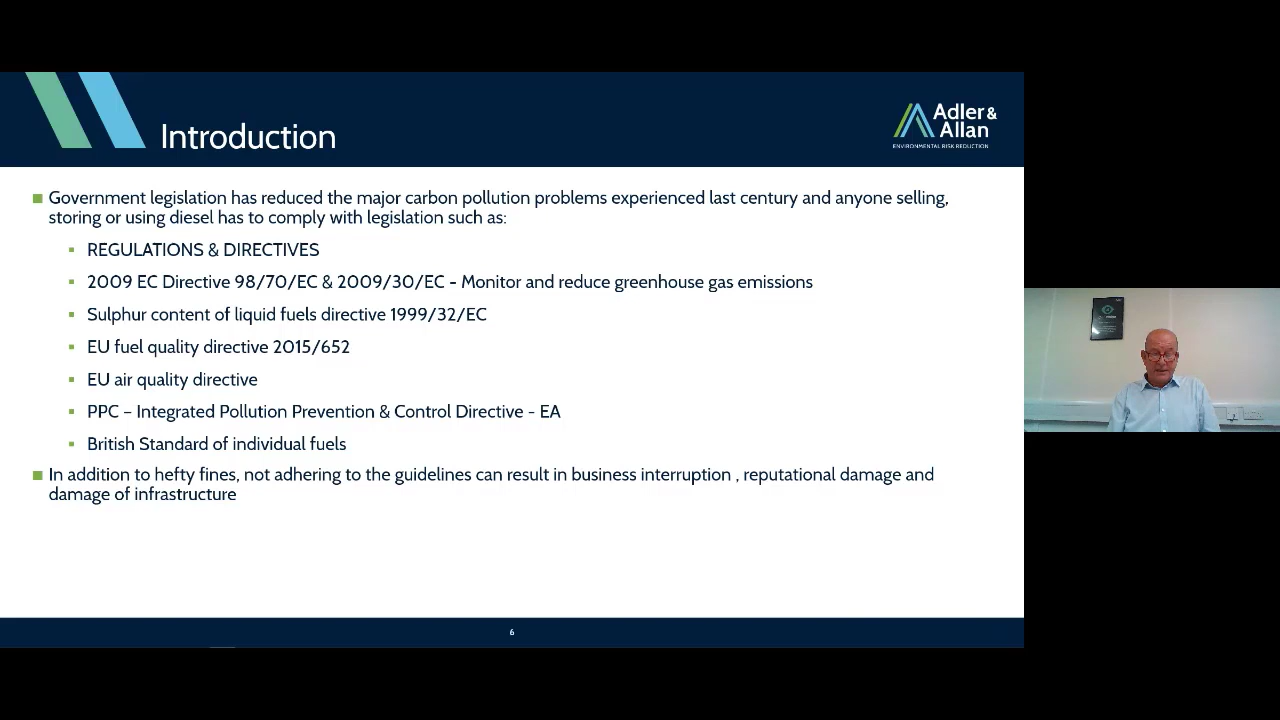 Introduction
Adler &
Allan
ENVIRONMENTAL RISK REDUCTION
Government legislation has reduced the major carbon pollution problems experienced last century and anyone selling,
storing or using diesel has to comply with legislation such as:
REGULATIONS & DIRECTIVES
2009 EC Directive 98/70/EC & 2009/30/EC - Monitor and reduce greenhouse gas emissions
Sulphur content of liquid fuels directive 1999/32/EC
EU fuel quality directive 2015/652
EU air quality directive
PPC – Integrated Pollution Prevention & Control Directive - EA
British Standard of individual fuels
In addition to hefty fines, not adhering to the guidelines can result in business interruption , reputational damage and
damage of infrastructure
6